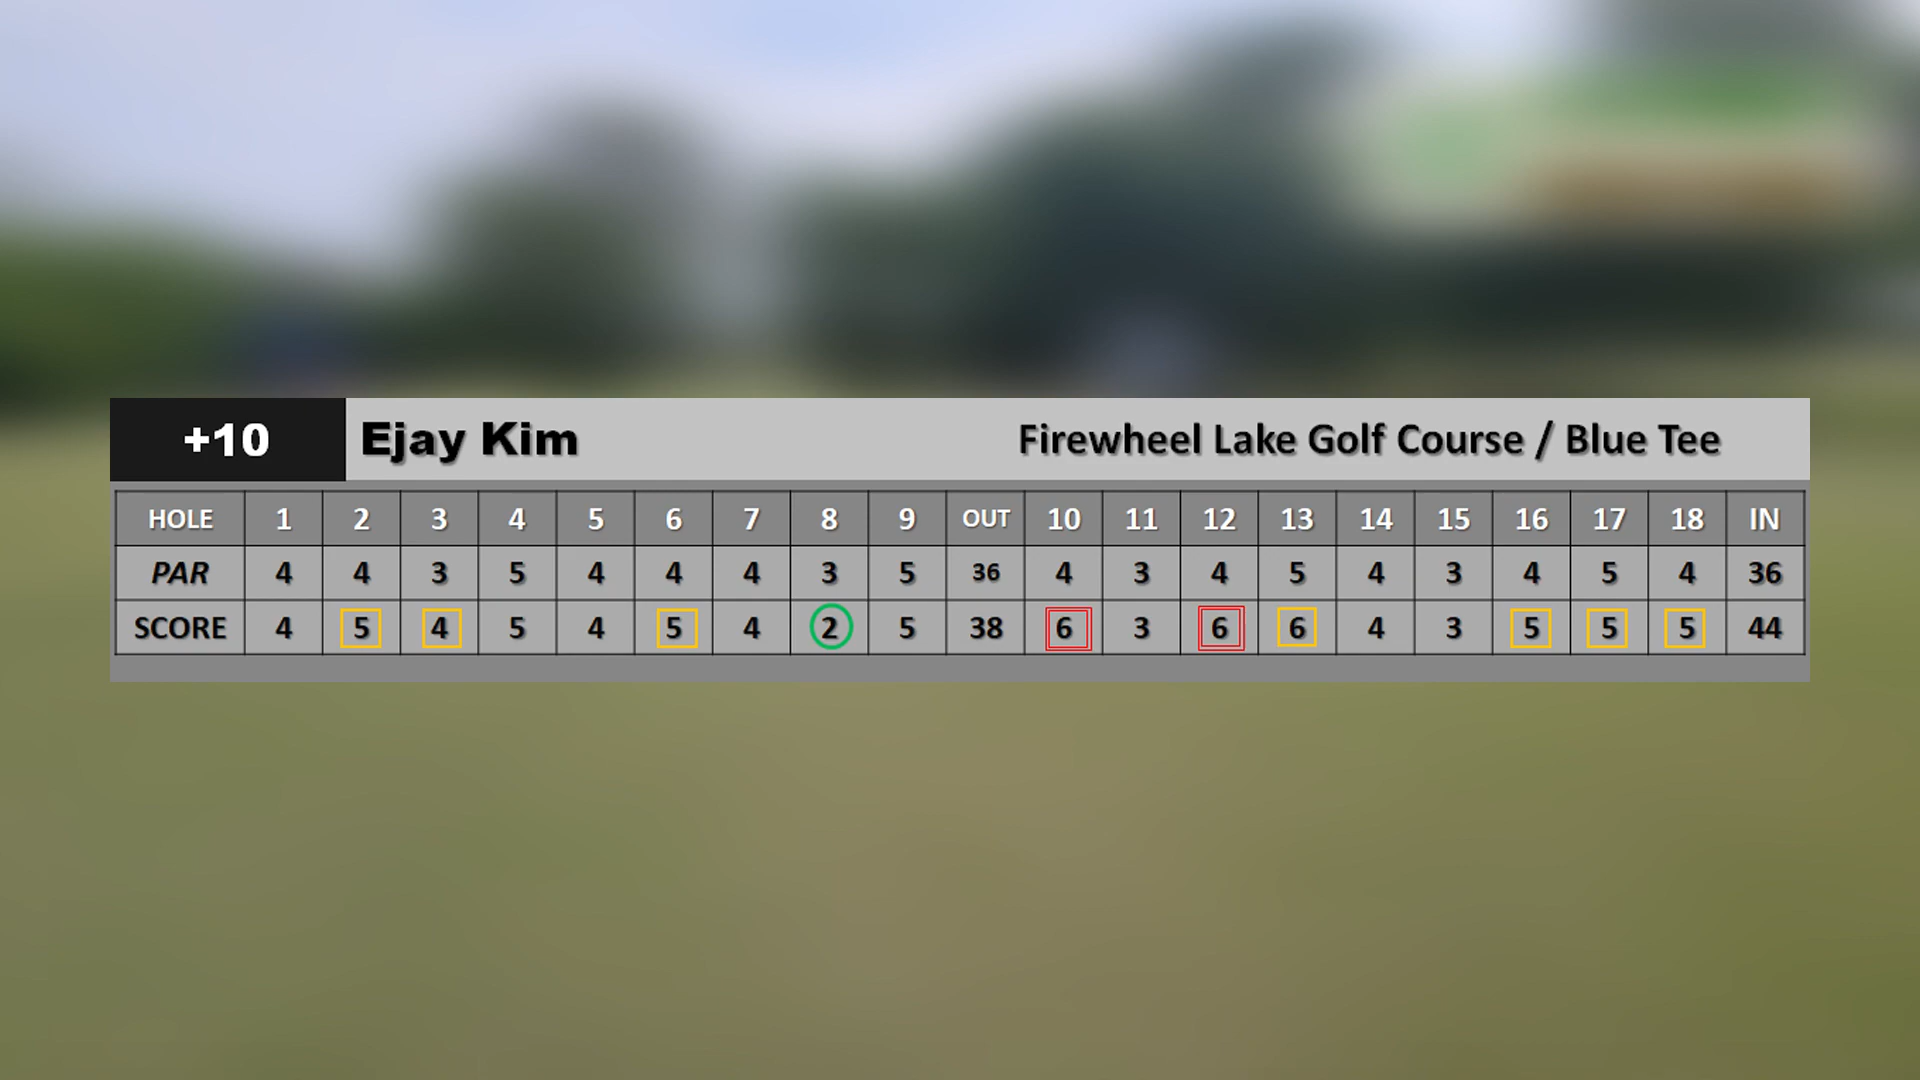 +10 Ejay Kim Firewheel Lake Golf Course / Blue Tee
HOLE 1 2 3 4 5 6 7 8 9 OUT 10 11 12 13 14 15 16 17 18 IN
PAR 4 4 3 5 4 4 4 3 5 36 4 3 4 5 4 3 4 5 4 36
SCORE 4 5 4 5 4 5 4 2 5 38 6 3 6 6 4 3 5 5 5 44